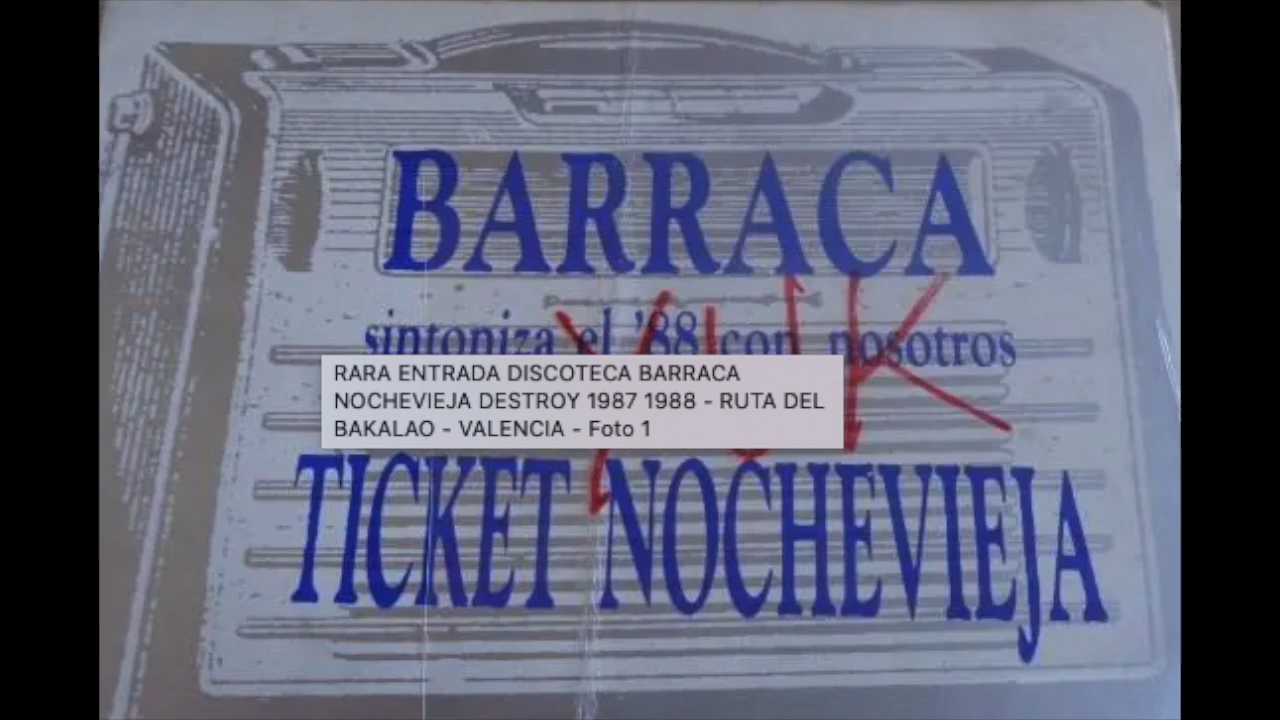 BARRACA
sintoniza el '88 con nosotros
YUK
RARA ENTRADA DISCOTECA BARRACA
NOCHEVIEJA DESTROY 1987 1988 - RUTA DEL
BAKALAO - VALENCIA - Foto 1
TICKET NOCHEVIEJA